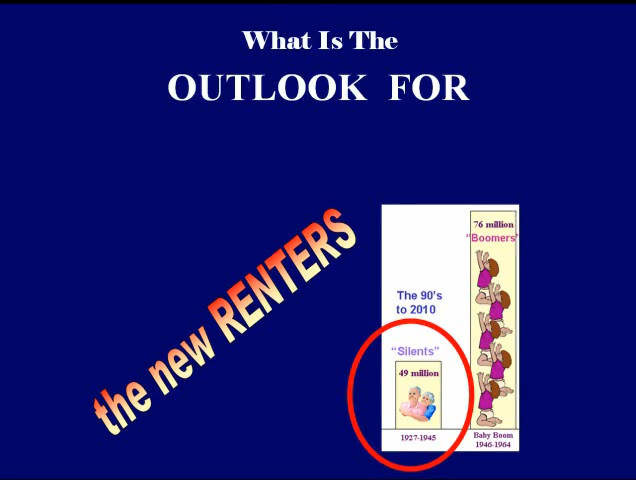 What Is The
OUTLOOK FOR
the new RENTERS
76 million
"Boomers"
The 90's
to 2010
"Silents"
49 million
1927-1945
Baby Boom
1946-1964